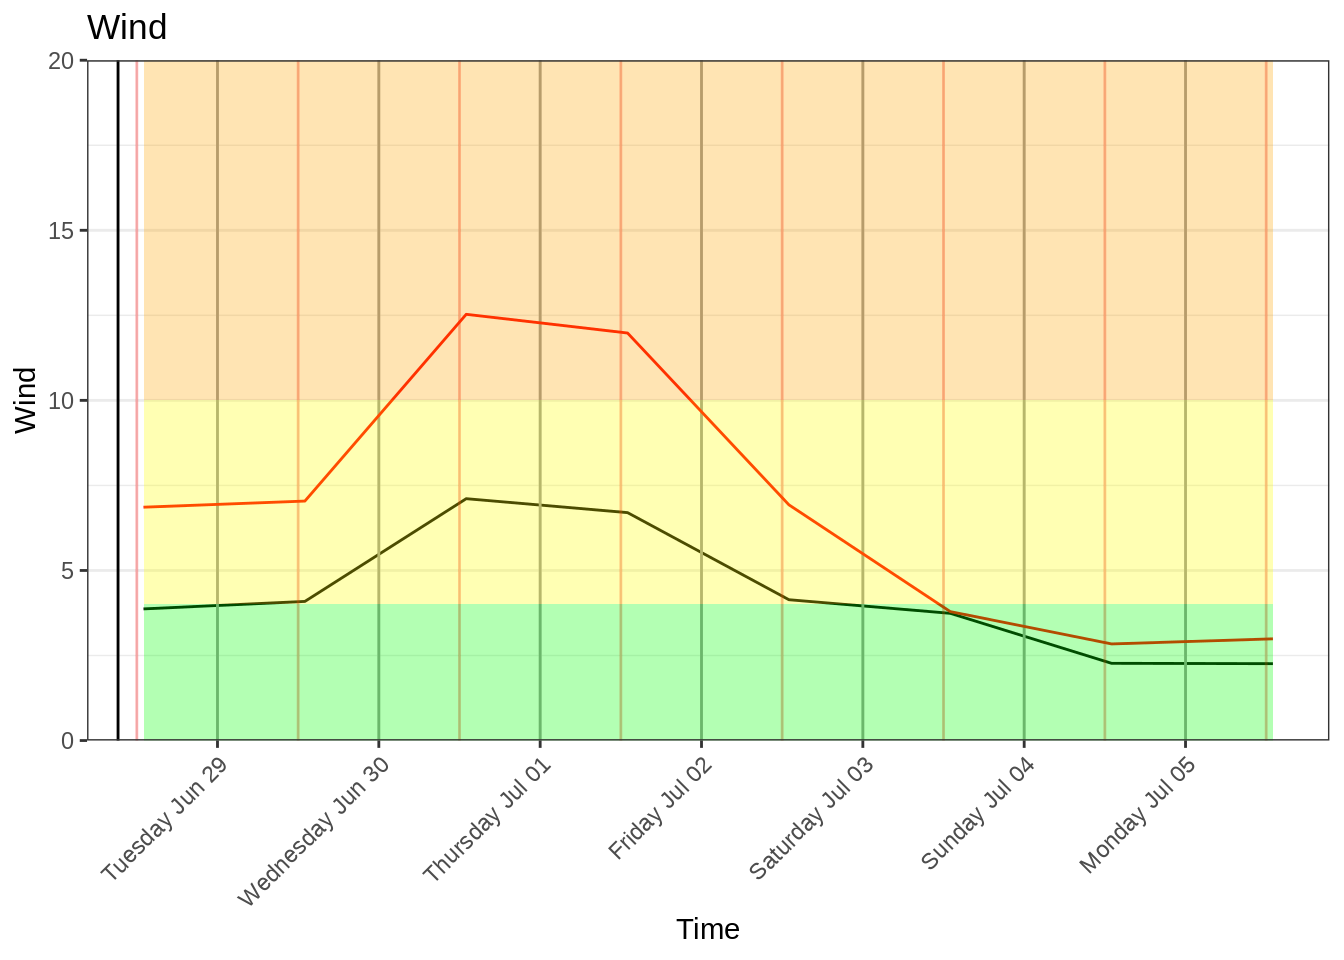 Wind
20
15
10
5
0
Wind
Tuesday Jun 29
Wednesday Jun 30
Thursday Jul 01
Friday Jul 02
Saturday Jul 03
Sunday Jul 04
Monday Jul 05
Time